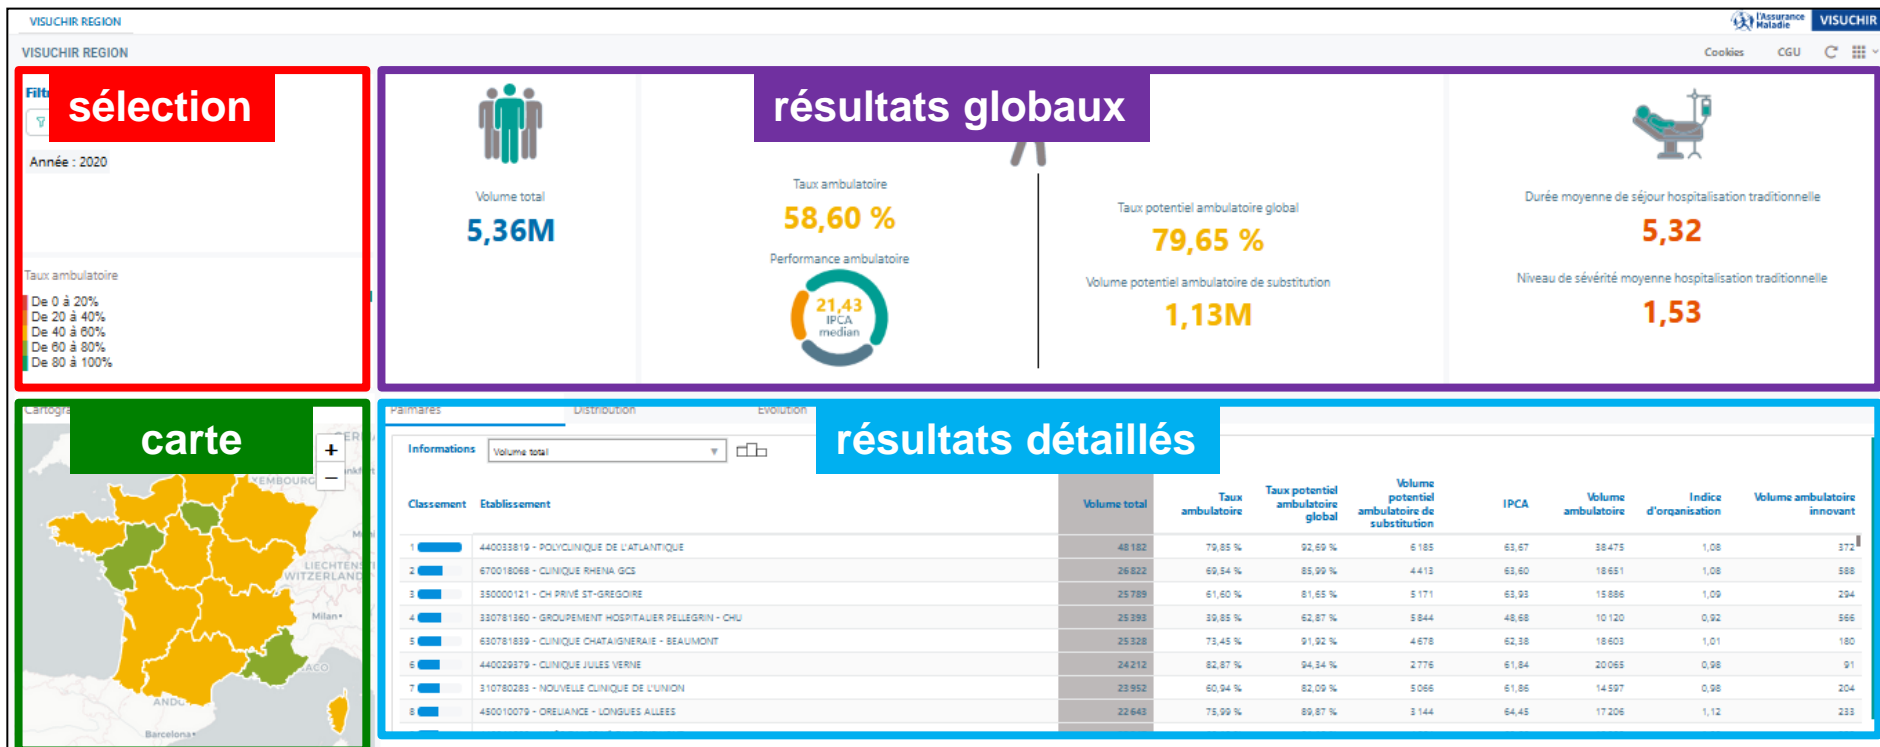 VISUCHIR REGION
l'Assurance
Maladie
VISUCHIR
VISUCHIR REGION
Cookies
CGU
sélection
Année : 2020
Taux ambulatoire
De 0 à 20%
De 20 à 40%
De 40 à 60%
De 60 à 80%
De 80 à 100%
résultats globaux
Volume total
5,36M
Taux ambulatoire
58,60 %
Performance ambulatoire
21,43
IPCA
median
Taux potentiel ambulatoire global
79,65 %
Volume potentiel ambulatoire de substitution
1,13M
Durée moyenne de séjour hospitalisation traditionnelle
5,32
Niveau de sévérité moyenne hospitalisation traditionnelle
1,53
carte
+
−
LIECHTENST
WITZERLAND
Milan
Barcelona
Palmarès Distribution Evolution
résultats détaillés
Informations Volume total
Classement Etablissement Volume total Taux ambulatoire Taux potentiel ambulatoire global Volume potentiel ambulatoire de substitution IPCA Volume ambulatoire Indice d'organisation Volume ambulatoire innovant
1 440033819 - POLYCLINIQUE DE L'ATLANTIQUE 48 182 79,85 % 92,69 % 6 185 63,67 38 475 1,08 372
2 670018068 - CLINIQUE RHENA GCS 26 822 69,54 % 85,99 % 4 413 63,60 18 651 1,08 588
3 350000121 - CH PRIVÉ ST-GREGOIRE 25 789 61,60 % 81,65 % 5 171 63,93 15 886 1,09 294
4 330781360 - GROUPEMENT HOSPITALIER PELLEGRIN - CHU 25 393 39,85 % 62,87 % 5 844 48,68 10 120 0,92 566
5 630781839 - CLINIQUE CHATAIGNERAIE - BEAUMONT 25 328 73,45 % 91,92 % 4 678 62,38 18 603 1,01 180
6 440029379 - CLINIQUE JULES VERNE 24 212 82,87 % 94,34 % 2 776 61,84 20 065 0,98 91
7 310780283 - NOUVELLE CLINIQUE DE L'UNION 23 952 60,94 % 82,09 % 5 066 61,86 14 597 0,98 204
8 450010079 - ORELIANCE - LONGUES ALLEES 22 643 75,99 % 89,87 % 3 144 64,45 17 206 1,12 233